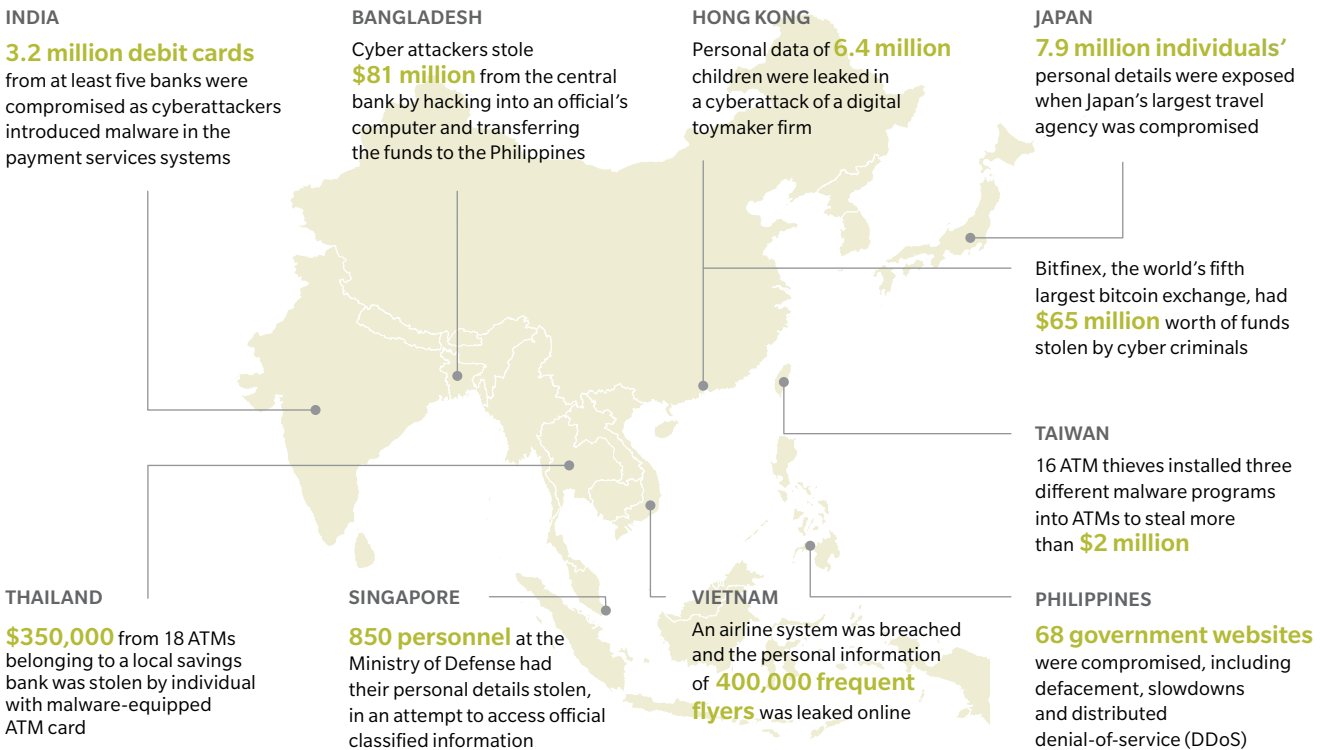 INDIA
3.2 million debit cards
from at least five banks were
compromised as cyberattackers
introduced malware in the
payment services systems
BANGLADESH
Cyber attackers stole
$81 million from the central
bank by hacking into an official's
computer and transferring
the funds to the Philippines
HONG KONG
Personal data of 6.4 million
children were leaked in
a cyberattack of a digital
toymaker firm
JAPAN
7.9 million individuals’
personal details were exposed
when Japan’s largest travel
agency was compromised
Bitfinex, the world’s fifth
largest bitcoin exchange, had
$65 million worth of funds
stolen by cyber criminals
TAIWAN
16 ATM thieves installed three
different malware programs
into ATMs to steal more
than $2 million
THAILAND
$350,000 from 18 ATMs
belonging to a local savings
bank was stolen by individual
with malware-equipped
ATM card
SINGAPORE
850 personnel at the
Ministry of Defense had
their personal details stolen,
in an attempt to access official
classified information
VIETNAM
An airline system was breached
and the personal information
of 400,000 frequent
flyers was leaked online
PHILIPPINES
68 government websites
were compromised, including
defacement, slowdowns
and distributed
denial-of-service (DDoS)